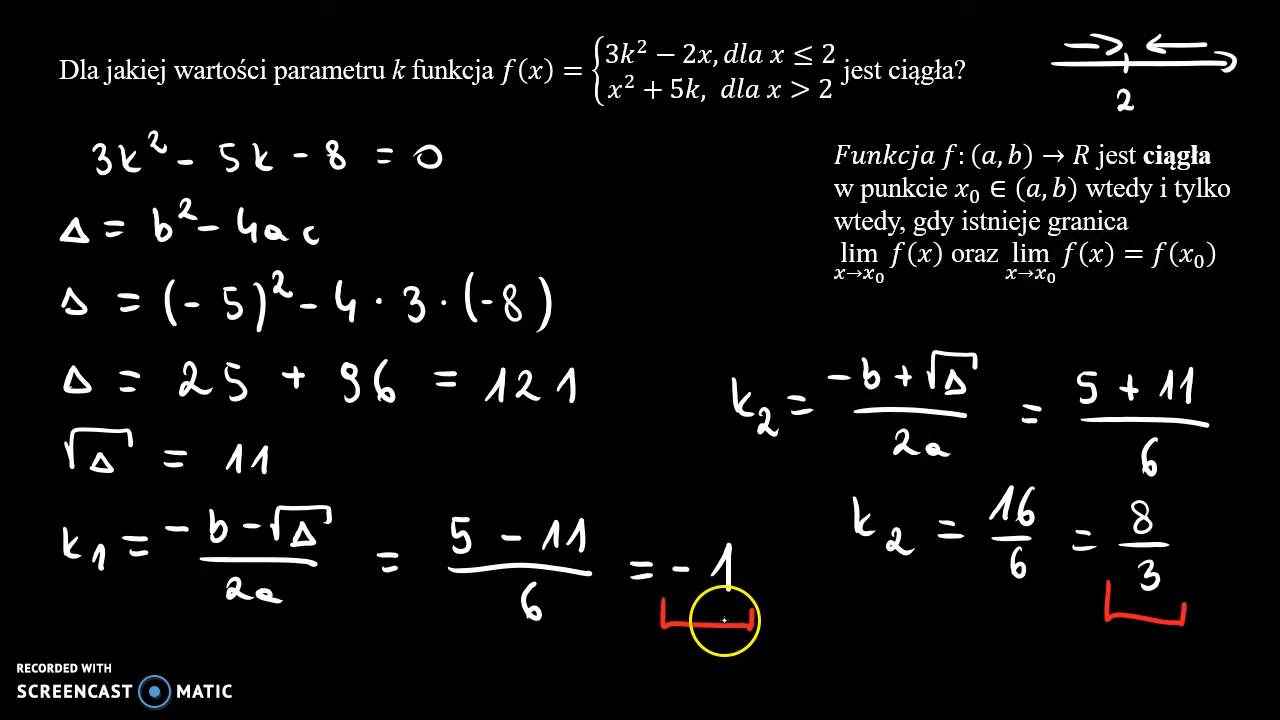 Dla jakiej wartości parametru k funkcja f(x) = {3k² − 2x, dla x ≤ 2
x² + 5k, dla x > 2 jest ciągła?
2
3k² - 5k - 8 = 0
Δ = b² - 4ac
Δ = (-5)² - 4 · 3 · (-8)
Δ = 25 + 96 = 121
√Δ = 11
k₁ = (-b - √Δ)/(2a) = (5 - 11)/6 = -1
Funkcja f: (a, b) → R jest ciągła
w punkcie x₀ ∈ (a, b) wtedy i tylko
wtedy, gdy istnieje granica
lim x→x₀ f(x) oraz lim x→x₀ f(x) = f(x₀)
k₂ = (-b + √Δ)/(2a) = (5 + 11)/6
k₂ = 16/6 = 8/3
RECORDED WITH
SCREENCAST MATIC